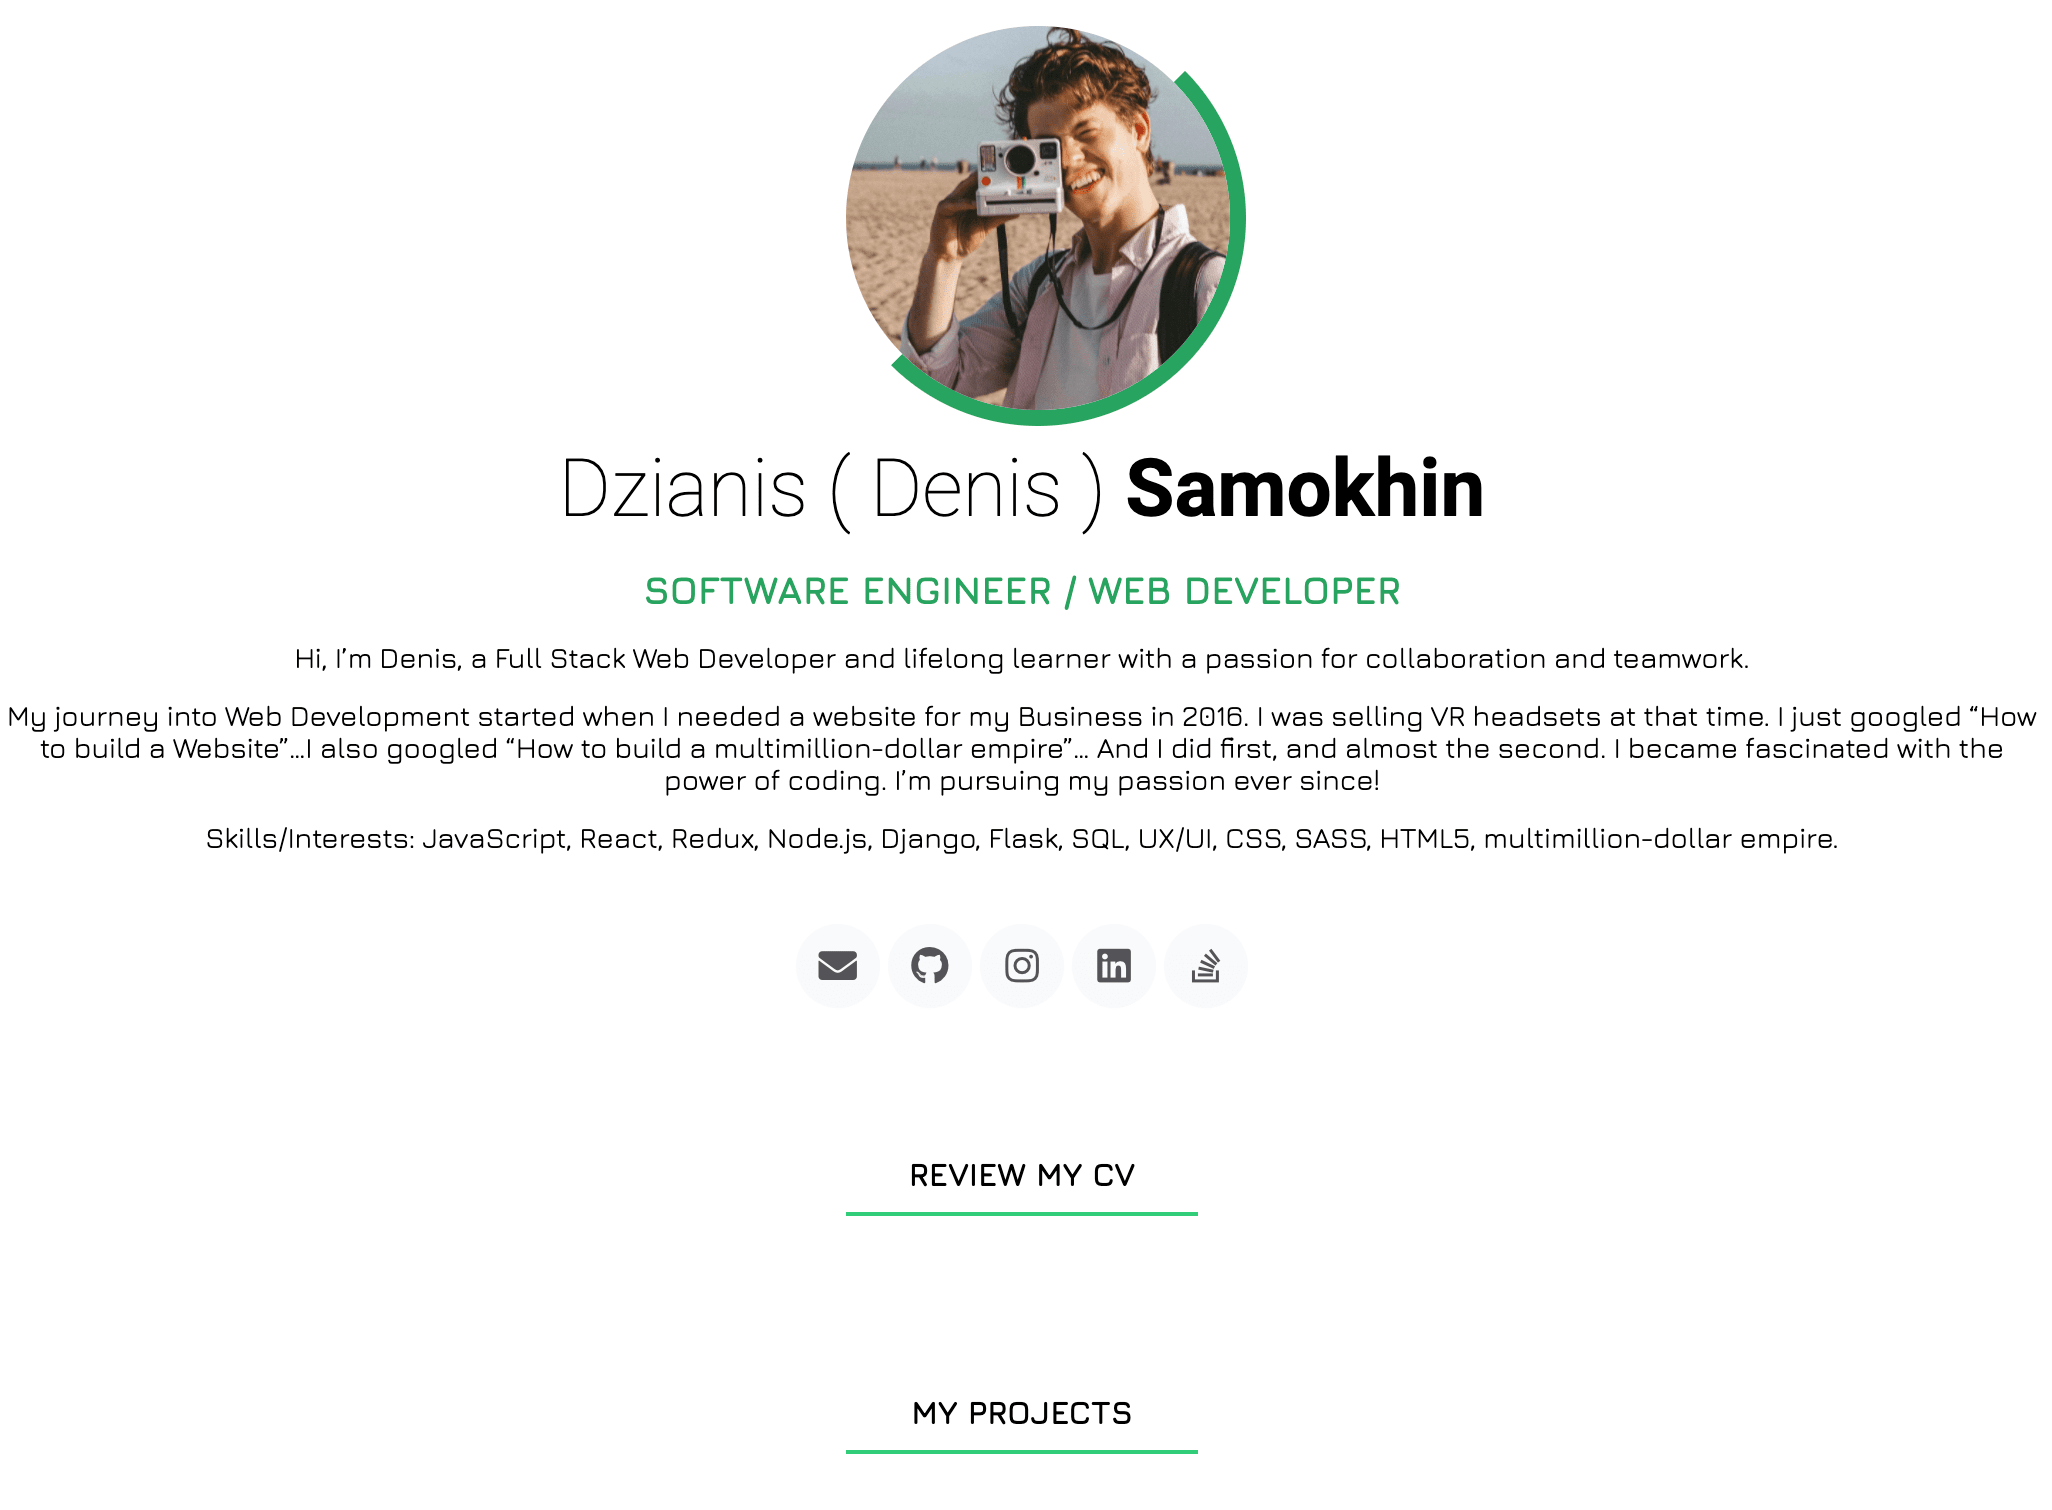 Dzianis ( Denis ) Samokhin
SOFTWARE ENGINEER / WEB DEVELOPER
Hi, I’m Denis, a Full Stack Web Developer and lifelong learner with a passion for collaboration and teamwork.
My journey into Web Development started when I needed a website for my Business in 2016. I was selling VR headsets at that time. I just googled “How
to build a Website”...I also googled “How to build a multimillion-dollar empire”... And I did first, and almost the second. I became fascinated with the
power of coding. I’m pursuing my passion ever since!
Skills/Interests: JavaScript, React, Redux, Node.js, Django, Flask, SQL, UX/UI, CSS, SASS, HTML5, multimillion-dollar empire.
REVIEW MY CV
MY PROJECTS